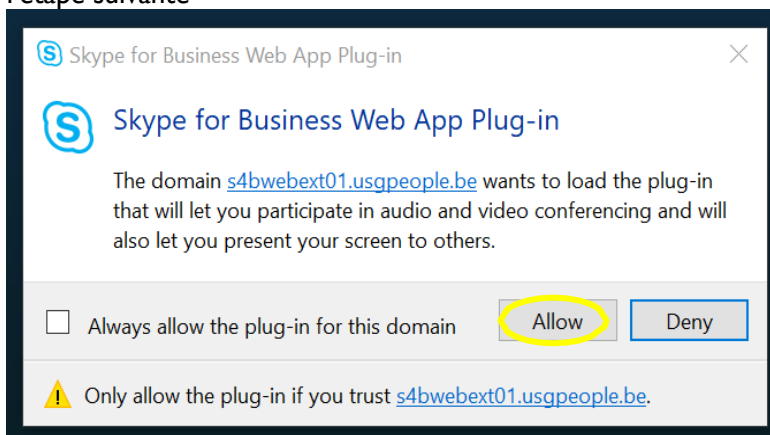 l'étape suivante
Skype for Business Web App Plug-in
Skype for Business Web App Plug-in
The domain s4bwebext01.usgpeople.be wants to load the plug-in
that will let you participate in audio and video conferencing and will
also let you present your screen to others.
Always allow the plug-in for this domain Allow Deny
Only allow the plug-in if you trust s4bwebext01.usgpeople.be.